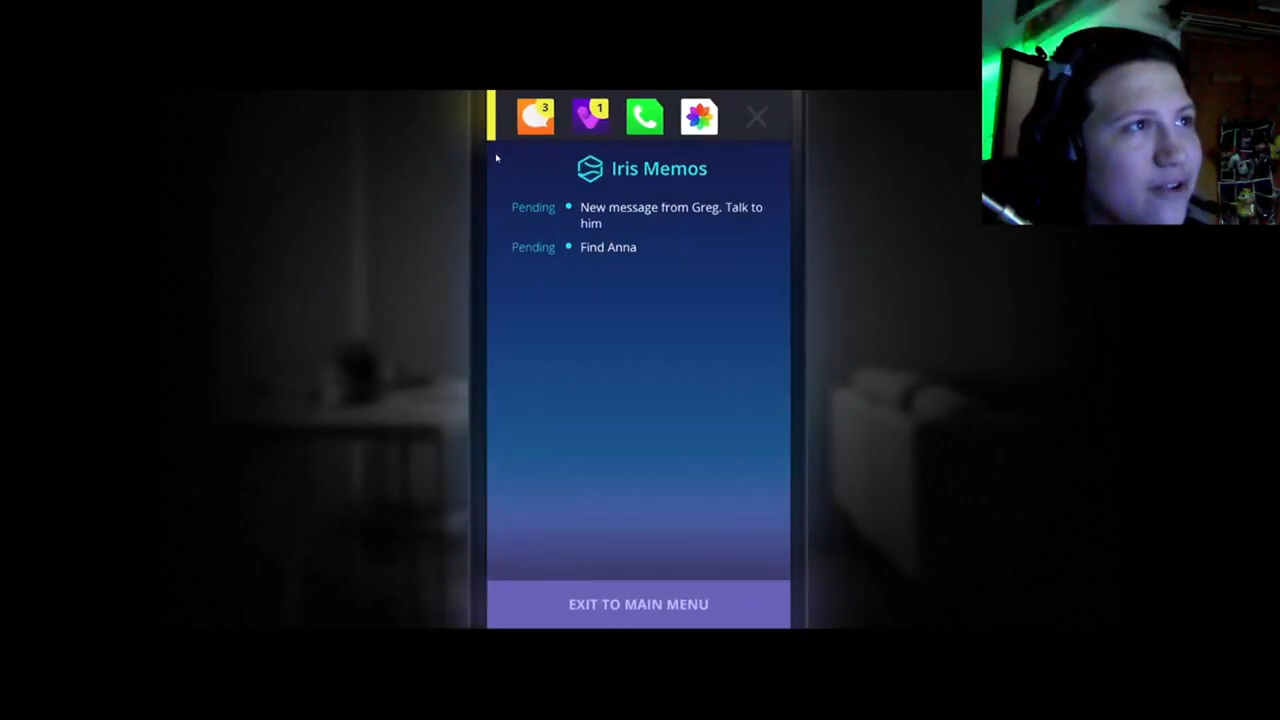 3
1
Iris Memos
Pending • New message from Greg. Talk to
him
Pending • Find Anna
EXIT TO MAIN MENU